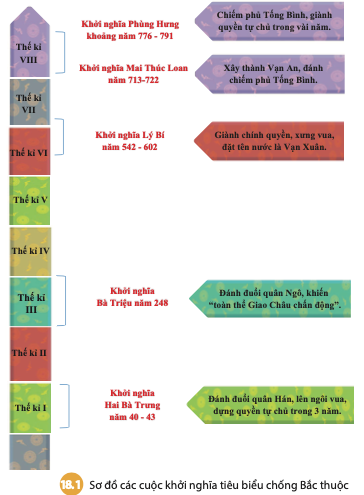 Thế kỉ
VIII
Khởi nghĩa Phùng Hưng
khoảng năm 776 - 791
Chiếm phủ Tống Bình, giành
quyền tự chủ trong vài năm.
Khởi nghĩa Mai Thúc Loan
năm 713-722
Xây thành Vạn An, đánh
chiếm phủ Tống Bình.
Thế kỉ
VII
Thế kỉ VI
Khởi nghĩa Lý Bí
năm 542 - 602
Giành chính quyền, xưng vua,
đặt tên nước là Vạn Xuân.
Thế kỉ V
Thế kỉ IV
Thế kỉ
III
Khởi nghĩa
Bà Triệu năm 248
Đánh đuổi quân Ngô, khiến
“toàn thể Giao Châu chấn động”.
Thế kỉ II
Thế kỉ I
Khởi nghĩa
Hai Bà Trưng
năm 40 - 43
Đánh đuổi quân Hán, lên ngôi vua,
dựng quyền tự chủ trong 3 năm.
18.1 Sơ đồ các cuộc khởi nghĩa tiêu biểu chống Bắc thuộc